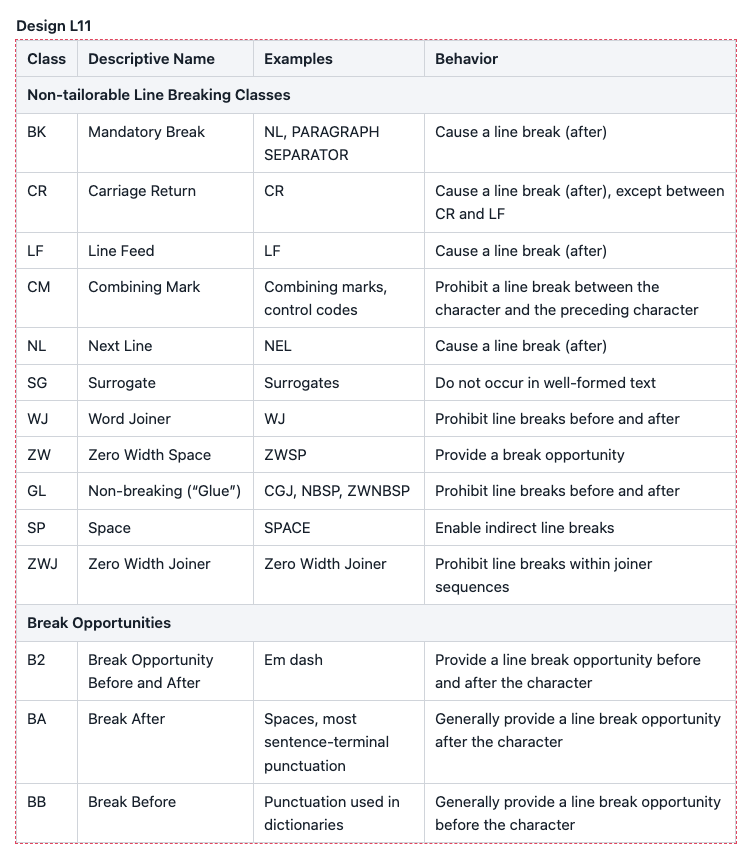 Design L11
Class Descriptive Name Examples Behavior
Non-tailorable Line Breaking Classes
BK Mandatory Break NL, PARAGRAPH Cause a line break (after)
SEPARATOR
CR Carriage Return CR Cause a line break (after), except between
CR and LF
LF Line Feed LF Cause a line break (after)
CM Combining Mark Combining marks, Prohibit a line break between the
control codes character and the preceding character
NL Next Line NEL Cause a line break (after)
SG Surrogate Surrogates Do not occur in well-formed text
WJ Word Joiner WJ Prohibit line breaks before and after
ZW Zero Width Space ZWSP Provide a break opportunity
GL Non-breaking (“Glue”) CGJ, NBSP, ZWNBSP Prohibit line breaks before and after
SP Space SPACE Enable indirect line breaks
ZWJ Zero Width Joiner Zero Width Joiner Prohibit line breaks within joiner
sequences
Break Opportunities
B2 Break Opportunity Em dash Provide a line break opportunity before
Before and After and after the character
BA Break After Spaces, most Generally provide a line break opportunity
sentence-terminal after the character
punctuation
BB Break Before Punctuation used in Generally provide a line break opportunity
dictionaries before the character